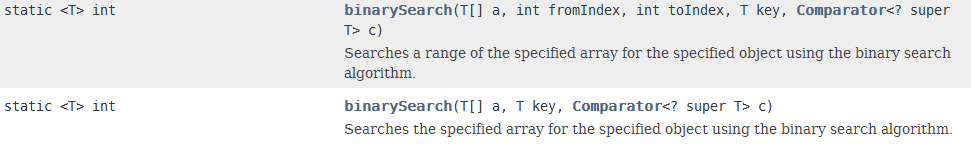 static <T> int binarySearch(T[] a, int fromIndex, int toIndex, T key, Comparator<? super
T> c)
Searches a range of the specified array for the specified object using the binary search
algorithm.
static <T> int binarySearch(T[] a, T key, Comparator<? super T> c)
Searches the specified array for the specified object using the binary search algorithm.